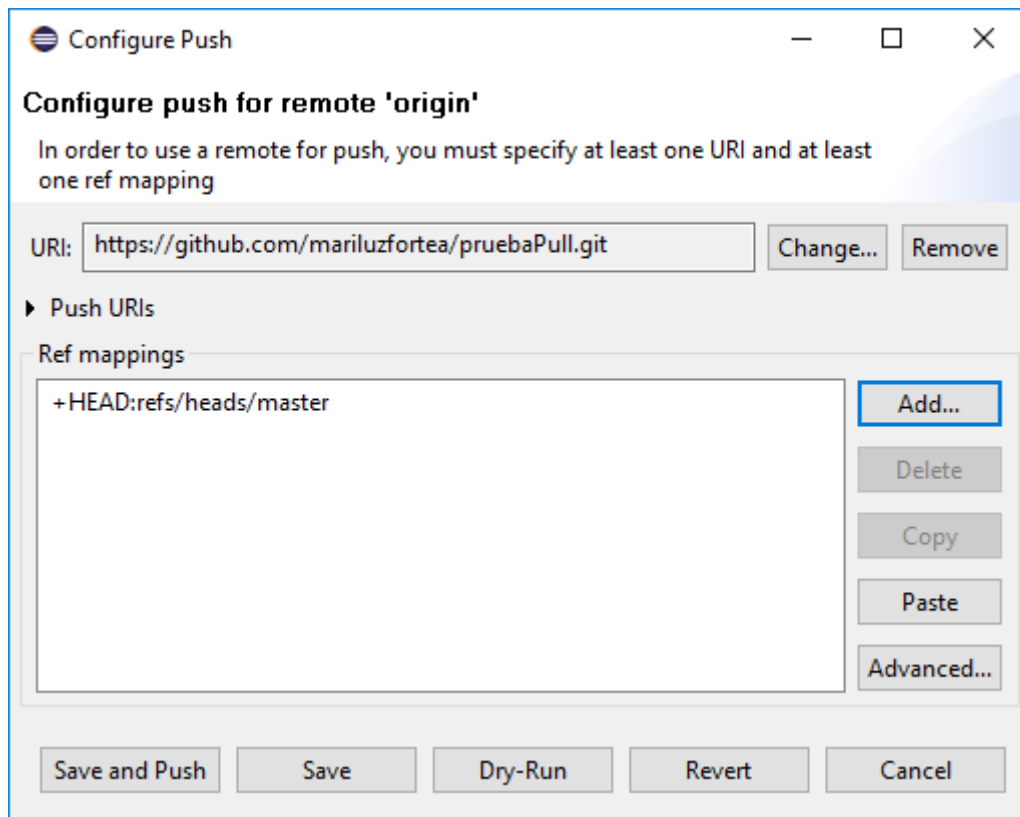 Configure Push
Configure push for remote 'origin'
In order to use a remote for push, you must specify at least one URI and at least
one ref mapping
URI: https://github.com/mariluzfortea/pruebaPull.git Change... Remove
Push URIs
Ref mappings
+HEAD:refs/heads/master Add...
Delete
Copy
Paste
Advanced...
Save and Push Save Dry-Run Revert Cancel